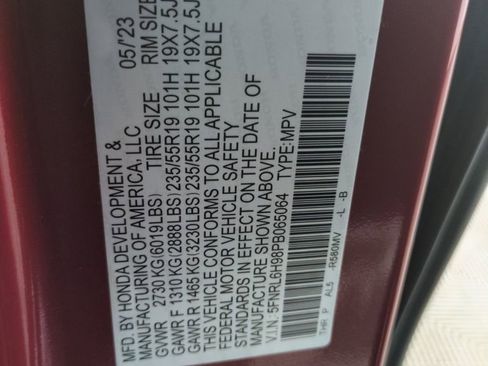 MFD. BY HONDA DEVELOPMENT & 05/'23
MANUFACTURING OF AMERICA, LLC
GVWR 2730 KG (6019LBS) TIRE SIZE RIM SIZE
GAWR F 1310 KG (2888LBS) 235/55R19 101H 19X7.5J
GAWR R 1465 KG (3230LBS) 235/55R19 101H 19X7.5J
THIS VEHICLE CONFORMS TO ALL APPLICABLE
FEDERAL MOTOR VEHICLE SAFETY
STANDARDS IN EFFECT ON THE DATE OF
MANUFACTURE SHOWN ABOVE.
V.I.N.: 5FNRL6H98PB065064 TYPE: MPV
THR P AL5 -R580MV -L -B